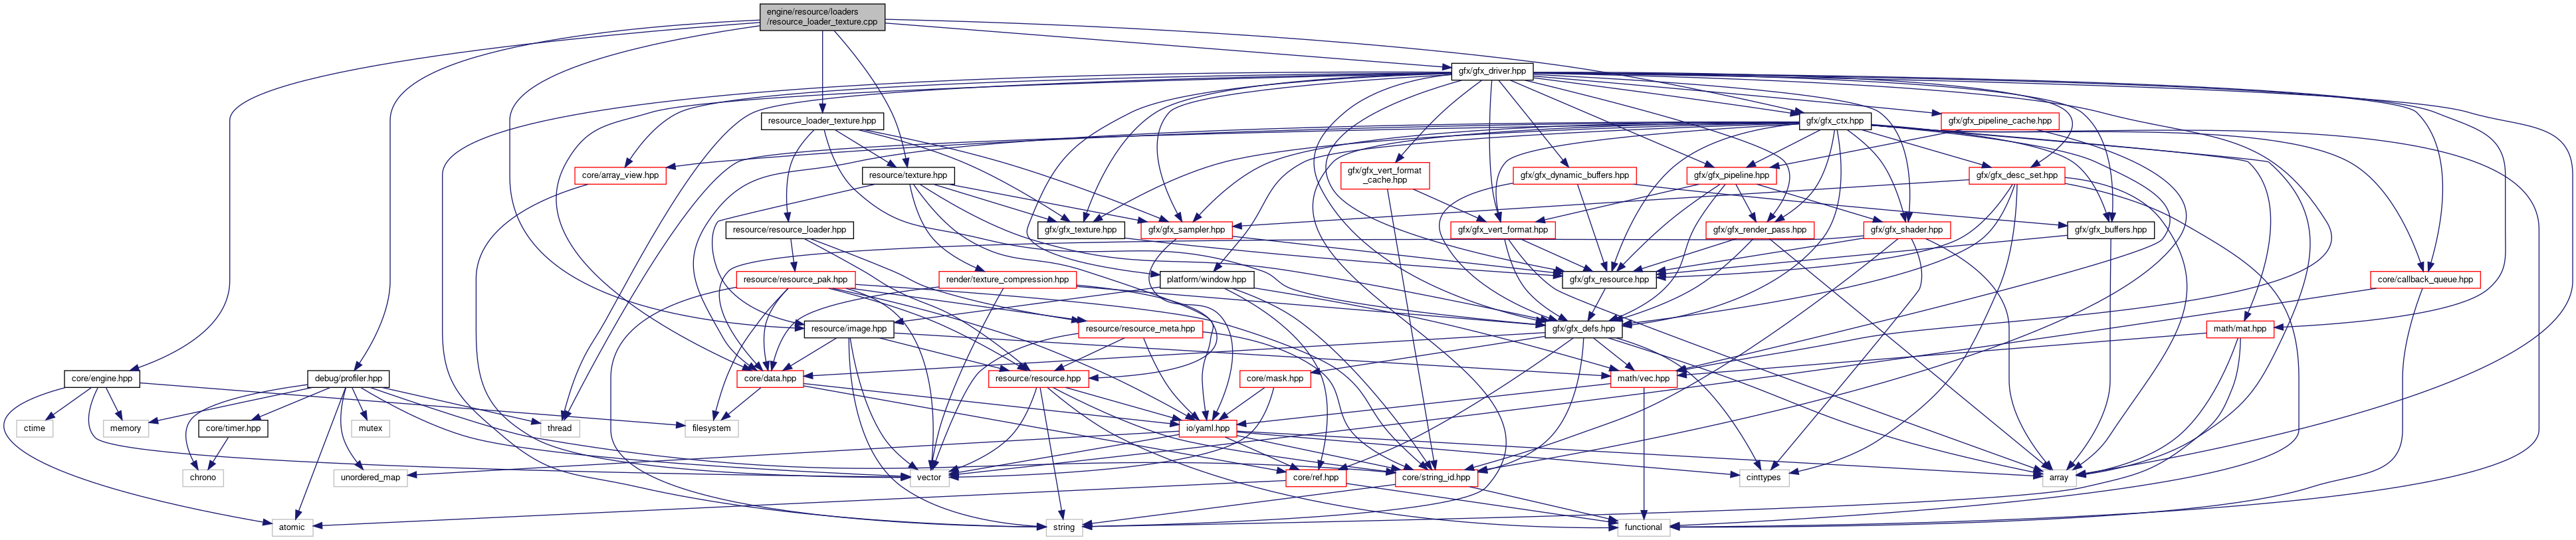 engine/resource/loaders
/resource_loader_texture.cpp
gfx/gfx_driver.hpp
resource_loader_texture.hpp
gfx/gfx_ctx.hpp
gfx/gfx_pipeline_cache.hpp
core/array_view.hpp
resource/texture.hpp
gfx/gfx_vert_format
_cache.hpp
gfx/gfx_dynamic_buffers.hpp
gfx/gfx_pipeline.hpp
gfx/gfx_desc_set.hpp
resource/resource_loader.hpp
gfx/gfx_texture.hpp
gfx/gfx_sampler.hpp
gfx/gfx_vert_format.hpp
gfx/gfx_render_pass.hpp
gfx/gfx_shader.hpp
gfx/gfx_buffers.hpp
resource/resource_pak.hpp
render/texture_compression.hpp
platform/window.hpp
gfx/gfx_resource.hpp
core/callback_queue.hpp
resource/image.hpp
resource/resource_meta.hpp
gfx/gfx_defs.hpp
math/mat.hpp
core/engine.hpp
debug/profiler.hpp
core/data.hpp
resource/resource.hpp
core/mask.hpp
math/vec.hpp
ctime
memory
core/timer.hpp
mutex
thread
filesystem
io/yaml.hpp
chrono
unordered_map
vector
core/ref.hpp
core/string_id.hpp
cinttypes
array
atomic
string
functional